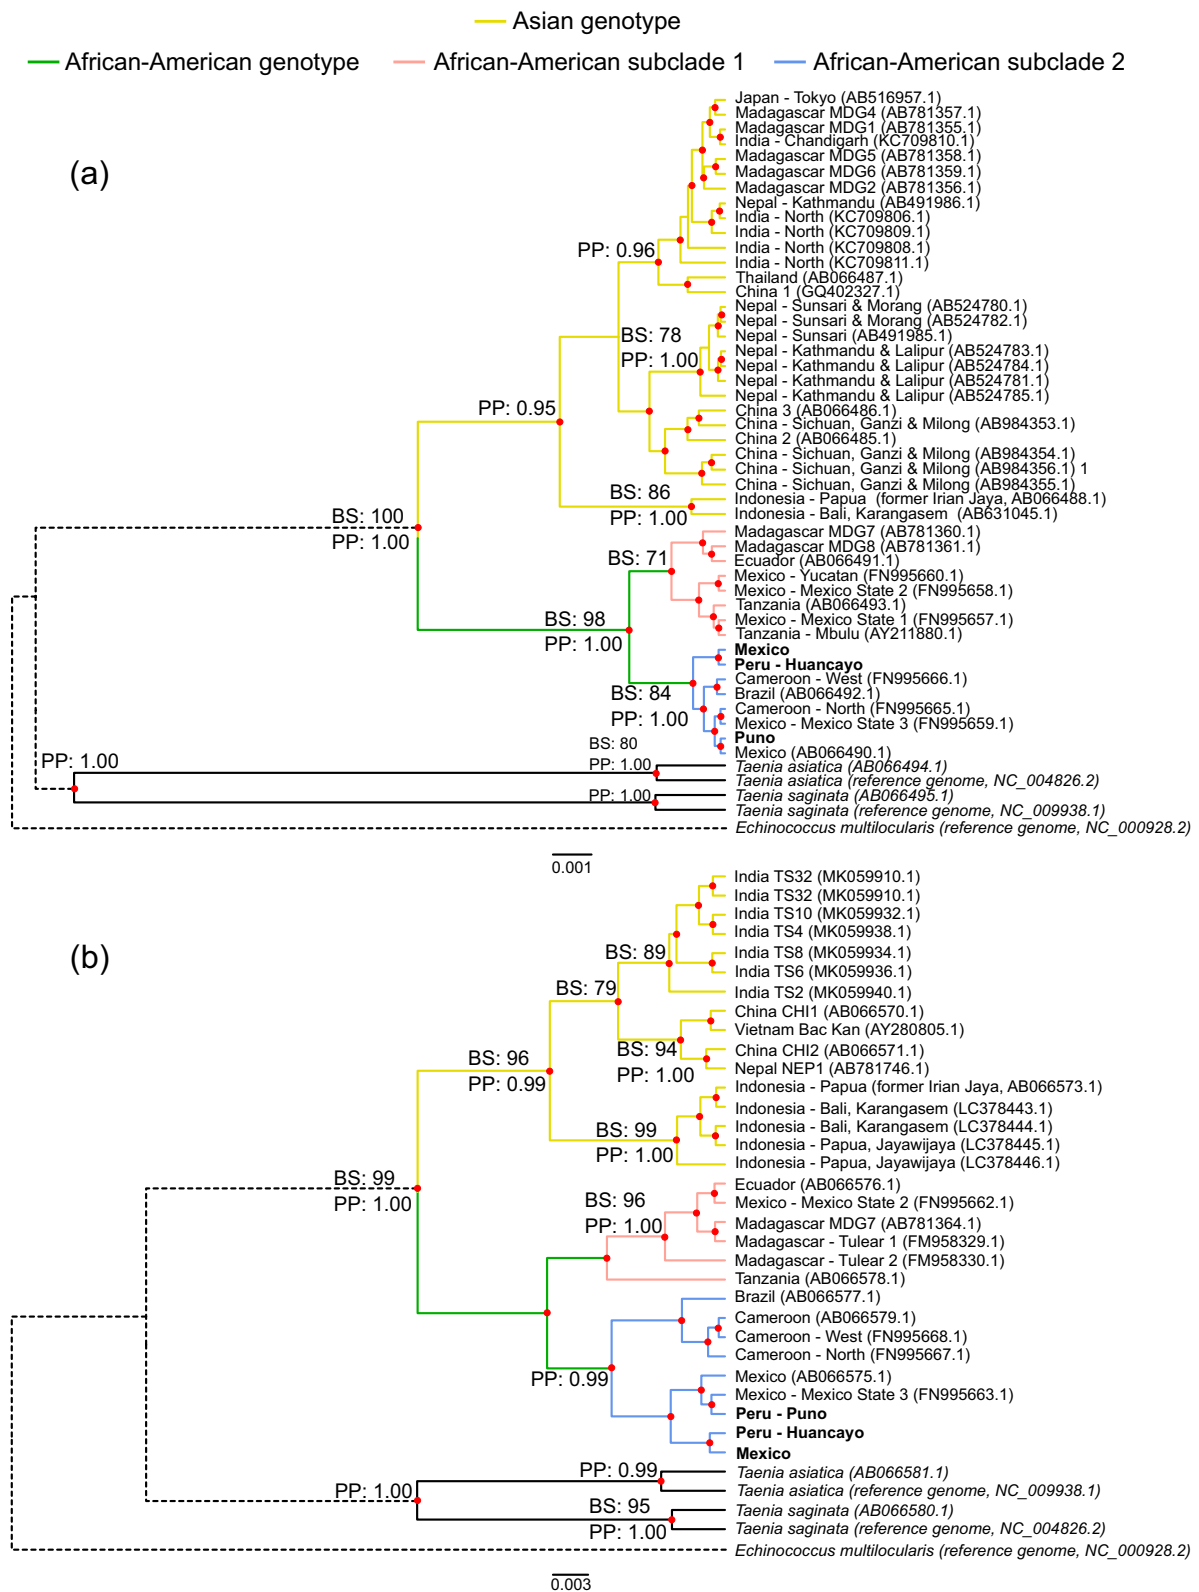 Asian genotype
African-American genotype
African-American subclade 1
African-American subclade 2
(a)
Japan - Tokyo (AB516957.1)
Madagascar MDG4 (AB781357.1)
Madagascar MDG1 (AB781355.1)
India - Chandigarh (KC709810.1)
Madagascar MDG5 (AB781358.1)
Madagascar MDG6 (AB781359.1)
Madagascar MDG2 (AB781356.1)
Nepal - Kathmandu (AB491986.1)
India - North (KC709806.1)
India - North (KC709809.1)
PP: 0.96
India - North (KC709808.1)
India - North (KC709811.1)
Thailand (AB066487.1)
China 1 (GQ402327.1)
Nepal - Sunsari & Morang (AB524780.1)
Nepal - Sunsari & Morang (AB524782.1)
BS: 78
Nepal - Sunsari (AB491985.1)
PP: 1.00
Nepal - Kathmandu & Lalipur (AB524783.1)
Nepal - Kathmandu & Lalipur (AB524784.1)
Nepal - Kathmandu & Lalipur (AB524781.1)
Nepal - Kathmandu & Lalipur (AB524785.1)
PP: 0.95
China 3 (AB066486.1)
China - Sichuan, Ganzi & Milong (AB984353.1)
China 2 (AB066485.1)
China - Sichuan, Ganzi & Milong (AB984354.1)
China - Sichuan, Ganzi & Milong (AB984356.1) 1
China - Sichuan, Ganzi & Milong (AB984355.1)
BS: 86
PP: 1.00
Indonesia - Papua (former Irian Jaya, AB066488.1)
Indonesia - Bali, Karangasem (AB631045.1)
BS: 100
PP: 1.00
Madagascar MDG7 (AB781360.1)
Madagascar MDG8 (AB781361.1)
BS: 71
Ecuador (AB066491.1)
Mexico - Yucatan (FN995660.1)
Mexico - Mexico State 2 (FN995658.1)
Tanzania (AB066493.1)
BS: 98
PP: 1.00
Mexico - Mexico State 1 (FN995657.1)
Tanzania - Mbulu (AY211880.1)
Mexico
Peru - Huancayo
Cameroon - West (FN995666.1)
BS: 84
PP: 1.00
Brazil (AB066492.1)
Cameroon - North (FN995665.1)
Mexico - Mexico State 3 (FN995659.1)
Puno
Mexico (AB066490.1)
BS: 80
PP: 1.00
PP: 1.00
Taenia asiatica (AB066494.1)
Taenia asiatica (reference genome, NC_004826.2)
PP: 1.00
Taenia saginata (AB066495.1)
Taenia saginata (reference genome, NC_009938.1)
Echinococcus multilocularis (reference genome, NC_000928.2)
0.001
(b)
India TS32 (MK059910.1)
India TS32 (MK059910.1)
India TS10 (MK059932.1)
India TS4 (MK059938.1)
BS: 89
India TS8 (MK059934.1)
India TS6 (MK059936.1)
BS: 79
India TS2 (MK059940.1)
China CHI1 (AB066570.1)
Vietnam Bac Kan (AY280805.1)
BS: 94
PP: 1.00
China CHI2 (AB066571.1)
Nepal NEP1 (AB781746.1)
BS: 96
PP: 0.99
Indonesia - Papua (former Irian Jaya, AB066573.1)
Indonesia - Bali, Karangasem (LC378443.1)
BS: 99
PP: 1.00
Indonesia - Bali, Karangasem (LC378444.1)
Indonesia - Papua, Jayawijaya (LC378445.1)
Indonesia - Papua, Jayawijaya (LC378446.1)
BS: 99
PP: 1.00
Ecuador (AB066576.1)
BS: 96
PP: 1.00
Mexico - Mexico State 2 (FN995662.1)
Madagascar MDG7 (AB781364.1)
Madagascar - Tulear 1 (FM958329.1)
Madagascar - Tulear 2 (FM958330.1)
Tanzania (AB066578.1)
Brazil (AB066577.1)
Cameroon (AB066579.1)
Cameroon - West (FN995668.1)
Cameroon - North (FN995667.1)
PP: 0.99
Mexico (AB066575.1)
Mexico - Mexico State 3 (FN995663.1)
Peru - Puno
Peru - Huancayo
Mexico
PP: 0.99
Taenia asiatica (AB066581.1)
PP: 1.00
Taenia asiatica (reference genome, NC_009938.1)
BS: 95
PP: 1.00
Taenia saginata (AB066580.1)
Taenia saginata (reference genome, NC_004826.2)
Echinococcus multilocularis (reference genome, NC_000928.2)
0.003